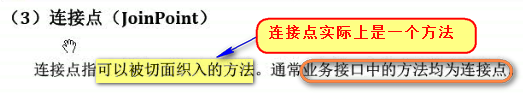 （3）连接点（JoinPoint）
连接点实际上是一个方法
连接点指可以被切面织入的方法。通常业务接口中的方法均为连接点。